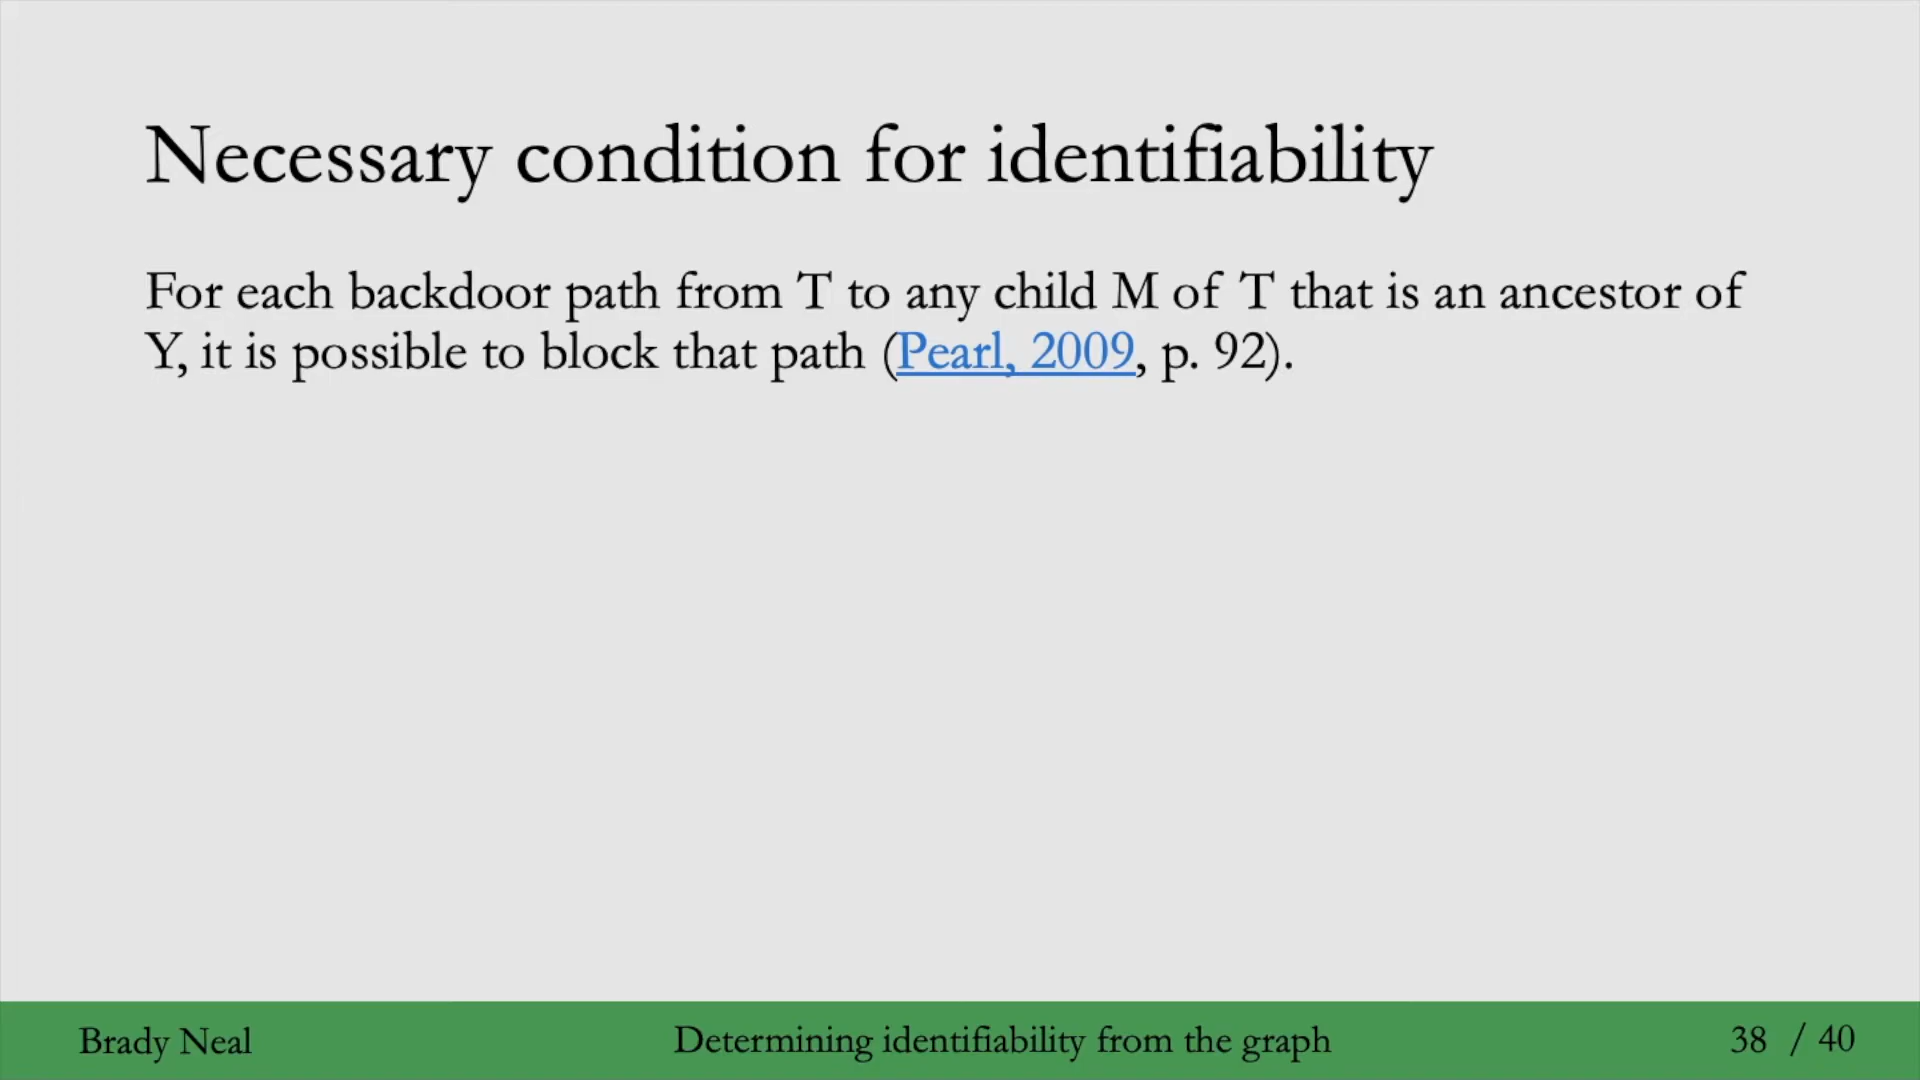 Necessary condition for identifiability
For each backdoor path from T to any child M of T that is an ancestor of
Y, it is possible to block that path (Pearl, 2009, p. 92).
Brady Neal
Determining identifiability from the graph
38 / 40